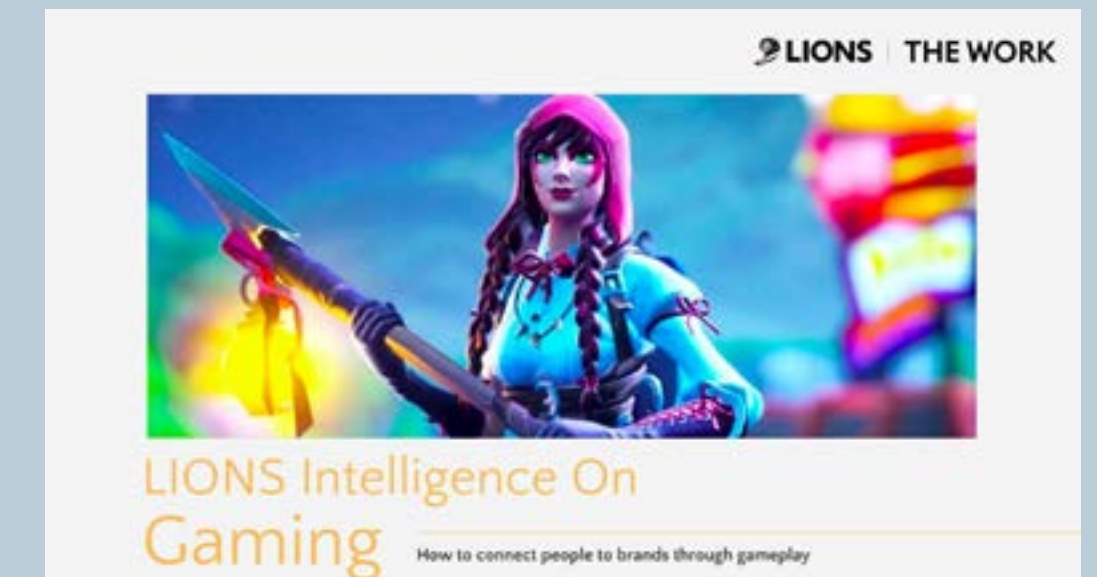 LIONS | THE WORK
LIONS Intelligence On
Gaming
How to connect people to brands through gameplay